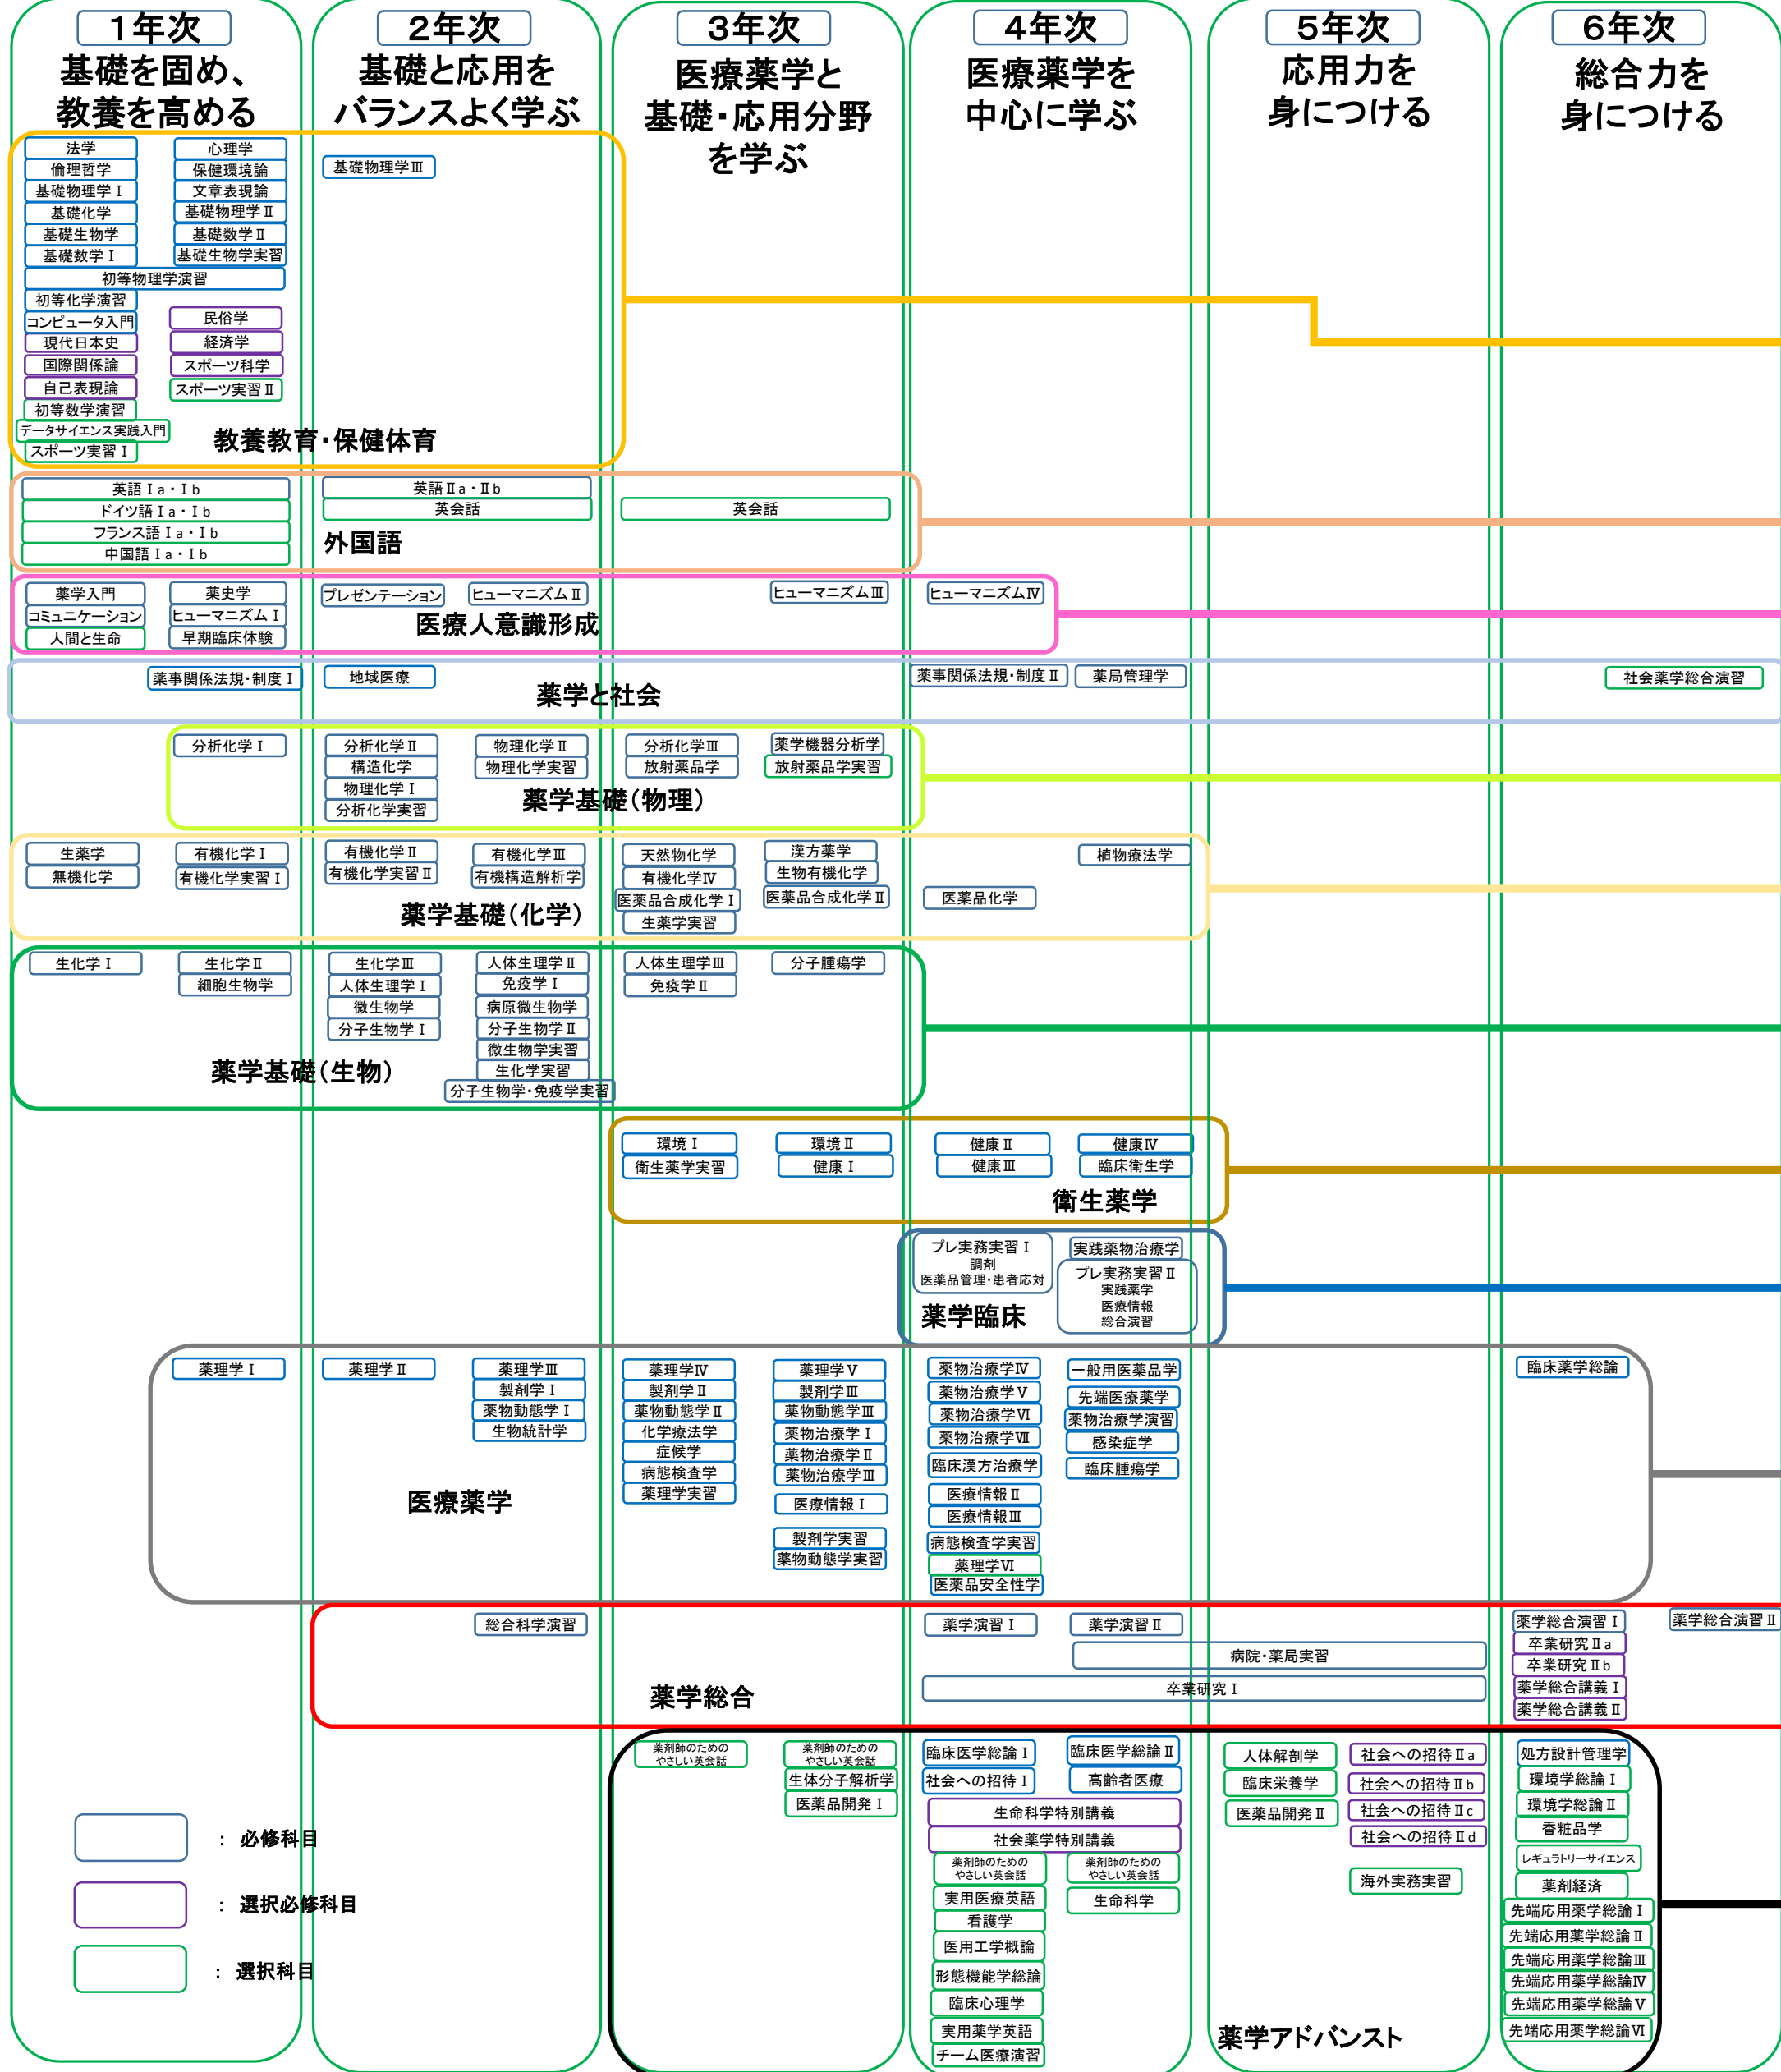 1年次
基礎を固め、
教養を高める
2年次
基礎と応用を
バランスよく学ぶ
3年次
医療薬学と
基礎・応用分野
を学ぶ
4年次
医療薬学を
中心に学ぶ
5年次
応用力を
身につける
6年次
総合力を
身につける
法学
心理学
倫理哲学
保健環境論
基礎物理学Ⅲ
基礎物理学Ⅰ
文章表現論
基礎化学
基礎物理学Ⅱ
基礎生物学
基礎数学Ⅱ
基礎数学Ⅰ
基礎生物学実習
初等物理学演習
初等化学演習
コンピュータ入門
民俗学
現代日本史
経済学
国際関係論
スポーツ科学
自己表現論
スポーツ実習Ⅱ
初等数学演習
データサイエンス実践入門
スポーツ実習Ⅰ
教養教育・保健体育
英語Ⅰa・Ⅰb
英語Ⅱa・Ⅱb
ドイツ語Ⅰa・Ⅰb
英会話
英会話
フランス語Ⅰa・Ⅰb
中国語Ⅰa・Ⅰb
外国語
薬学入門
薬史学
プレゼンテーション
ヒューマニズムⅡ
ヒューマニズムⅢ
ヒューマニズムⅣ
コミュニケーション
ヒューマニズムⅠ
人間と生命
早期臨床体験
医療人意識形成
薬事関係法規・制度Ⅰ
地域医療
薬学と社会
薬事関係法規・制度Ⅱ
薬局管理学
社会薬学総合演習
分析化学Ⅰ
分析化学Ⅱ
物理化学Ⅱ
分析化学Ⅲ
薬学機器分析学
構造化学
物理化学実習
放射薬品学
放射薬品学実習
物理化学Ⅰ
分析化学実習
薬学基礎（物理）
生薬学
有機化学Ⅰ
有機化学Ⅱ
有機化学Ⅲ
天然物化学
漢方薬学
植物療法学
無機化学
有機化学実習Ⅰ
有機化学実習Ⅱ
有機構造解析学
有機化学Ⅳ
生物有機化学
医薬品合成化学Ⅰ
医薬品合成化学Ⅱ
医薬品化学
生薬学実習
薬学基礎（化学）
生化学Ⅰ
生化学Ⅱ
生化学Ⅲ
人体生理学Ⅱ
人体生理学Ⅲ
分子腫瘍学
細胞生物学
人体生理学Ⅰ
免疫学Ⅰ
免疫学Ⅱ
微生物学
病原微生物学
分子生物学Ⅰ
分子生物学Ⅱ
微生物学実習
生化学実習
分子生物学・免疫学実習
薬学基礎（生物）
環境Ⅰ
環境Ⅱ
健康Ⅱ
健康Ⅳ
衛生薬学実習
健康Ⅰ
健康Ⅲ
臨床衛生学
衛生薬学
プレ実務実習Ⅰ
調剤
医薬品管理・患者応対
実践薬物治療学
プレ実務実習Ⅱ
実践薬学
医療情報
総合演習
薬学臨床
薬理学Ⅰ
薬理学Ⅱ
薬理学Ⅲ
製剤学Ⅰ
薬物動態学Ⅰ
生物統計学
薬理学Ⅳ
製剤学Ⅱ
薬物動態学Ⅱ
化学療法学
症候学
病態検査学
薬理学実習
薬理学Ⅴ
製剤学Ⅲ
薬物動態学Ⅲ
薬物治療学Ⅰ
薬物治療学Ⅱ
薬物治療学Ⅲ
医療情報Ⅰ
製剤学実習
薬物動態学実習
薬物治療学Ⅳ
薬物治療学Ⅴ
薬物治療学Ⅵ
薬物治療学Ⅶ
臨床漢方治療学
医療情報Ⅱ
医療情報Ⅲ
病態検査学実習
薬理学Ⅵ
医薬品安全性学
一般用医薬品学
先端医療薬学
薬物治療学演習
感染症学
臨床腫瘍学
臨床薬学総論
医療薬学
総合科学演習
薬学演習Ⅰ
薬学演習Ⅱ
病院・薬局実習
卒業研究Ⅰ
薬学総合演習Ⅰ
薬学総合演習Ⅱ
卒業研究Ⅱa
卒業研究Ⅱb
薬学総合講義Ⅰ
薬学総合講義Ⅱ
薬学総合
薬剤師のための
やさしい英会話
薬剤師のための
やさしい英会話
生体分子解析学
医薬品開発Ⅰ
臨床医学総論Ⅰ
臨床医学総論Ⅱ
社会への招待Ⅰ
高齢者医療
生命科学特別講義
社会薬学特別講義
薬剤師のための
やさしい英会話
薬剤師のための
やさしい英会話
実用医療英語
生命科学
看護学
医用工学概論
形態機能学総論
臨床心理学
実用薬学英語
チーム医療演習
人体解剖学
臨床栄養学
医薬品開発Ⅱ
社会への招待Ⅱa
社会への招待Ⅱb
社会への招待Ⅱc
社会への招待Ⅱd
海外実務実習
処方設計管理学
環境学総論Ⅰ
環境学総論Ⅱ
香粧品学
レギュラトリーサイエンス
薬剤経済
先端応用薬学総論Ⅰ
先端応用薬学総論Ⅱ
先端応用薬学総論Ⅲ
先端応用薬学総論Ⅳ
先端応用薬学総論Ⅴ
先端応用薬学総論Ⅵ
薬学アドバンスト
： 必修科目
： 選択必修科目
： 選択科目